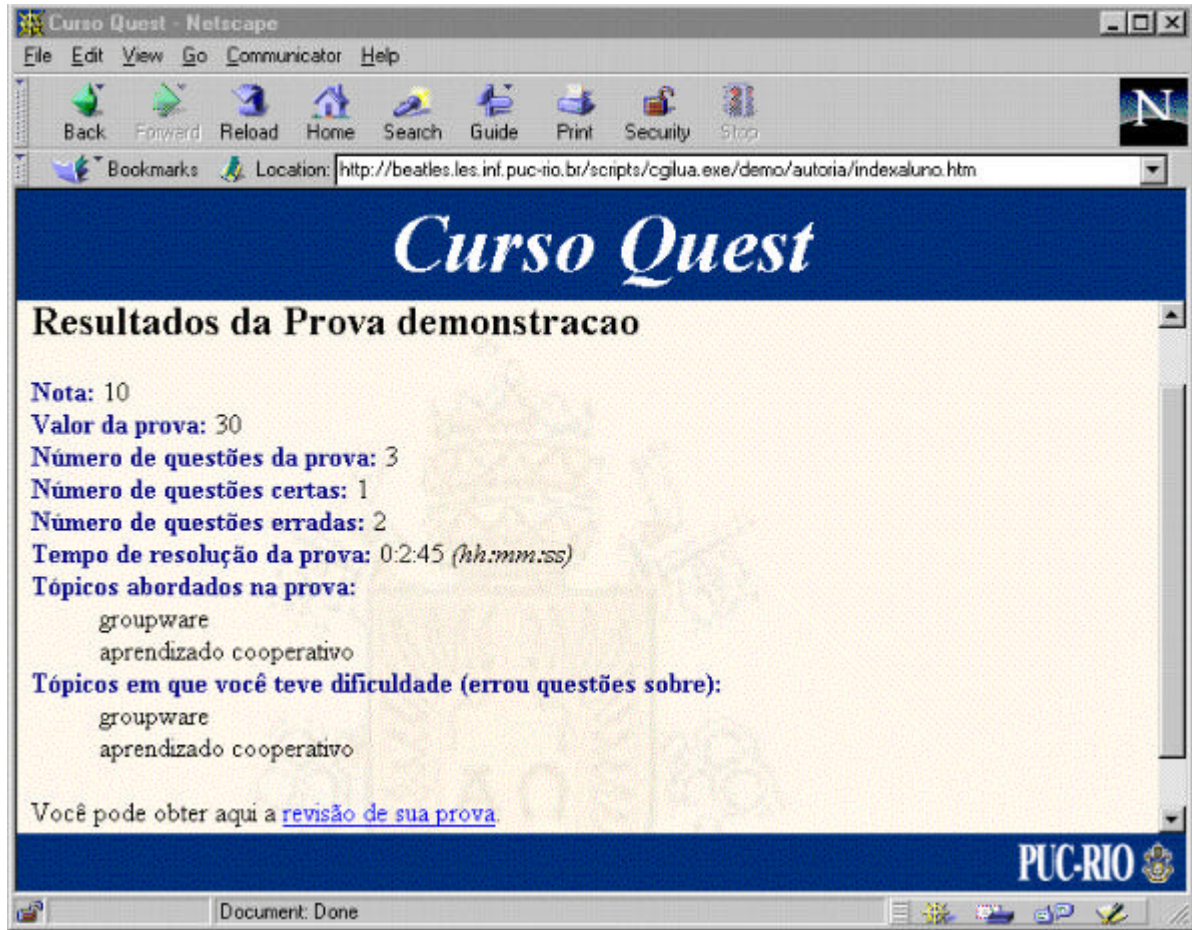 Curso Quest - Netscape
File Edit View Go Communicator Help
Back Forward Reload Home Search Guide Print Security Stop
N
Bookmarks Location: http://beatles.les.inf.puc-rio.br/scripts/cgilua.exe/demo/autoria/indexaluno.htm
Curso Quest
Resultados da Prova demonstracao
Nota: 10
Valor da prova: 30
Número de questões da prova: 3
Número de questões certas: 1
Número de questões erradas: 2
Tempo de resolução da prova: 0:2:45 (hh:mm:ss)
Tópicos abordados na prova:
groupware
aprendizado cooperativo
Tópicos em que você teve dificuldade (errou questões sobre):
groupware
aprendizado cooperativo
Você pode obter aqui a revisão de sua prova.
PUC-RIO
Document: Done